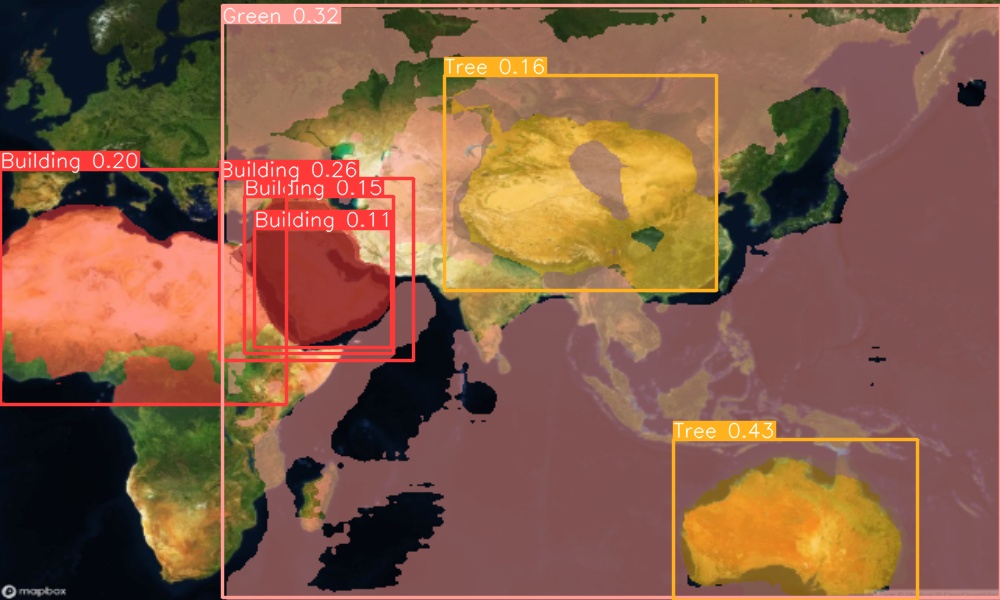 Green 0.32
Tree 0.16
Building 0.20
Building 0.26
Building 0.15
Building 0.11
Tree 0.43
mapbox